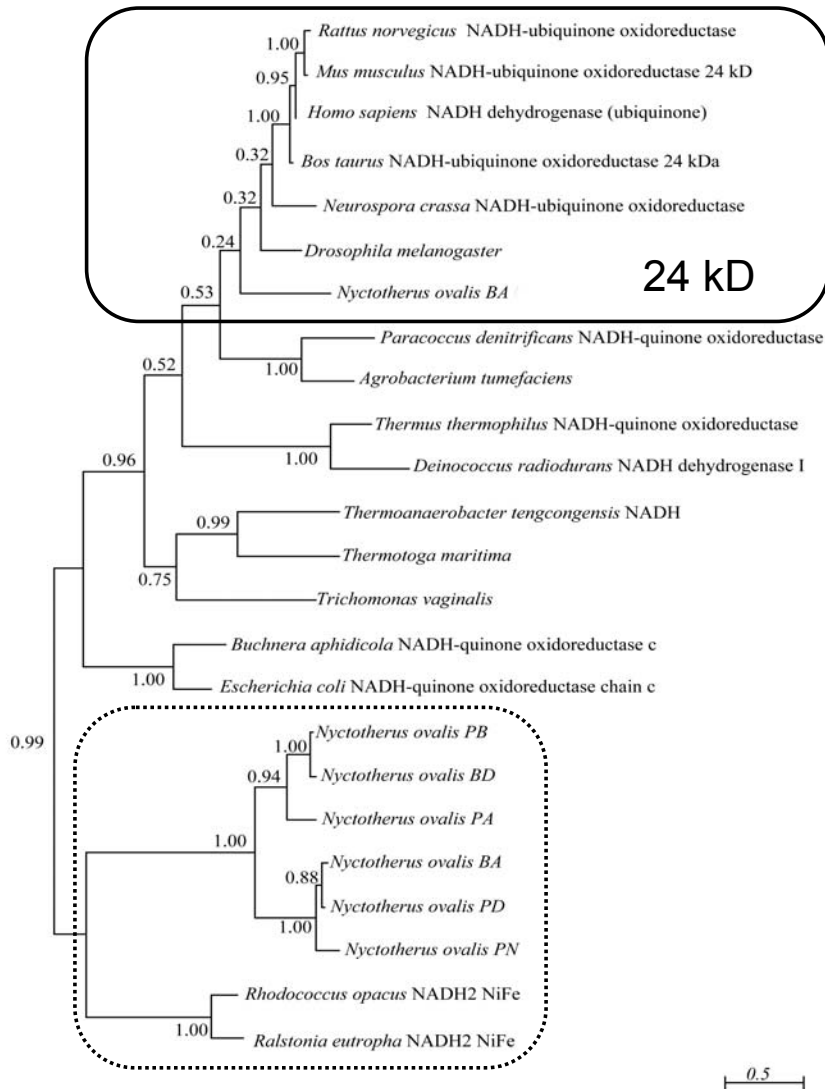 1.00
Rattus norvegicus NADH-ubiquinone oxidoreductase
0.95
Mus musculus NADH-ubiquinone oxidoreductase 24 kD
1.00
Homo sapiens NADH dehydrogenase (ubiquinone)
0.32
Bos taurus NADH-ubiquinone oxidoreductase 24 kDa
0.32
Neurospora crassa NADH-ubiquinone oxidoreductase
0.24
Drosophila melanogaster
24 kD
0.53
Nyctotherus ovalis BA
Paracoccus denitrificans NADH-quinone oxidoreductase
0.52
1.00
Agrobacterium tumefaciens
Thermus thermophilus NADH-quinone oxidoreductase
0.96
1.00
Deinococcus radiodurans NADH dehydrogenase I
Thermoanaerobacter tengcongensis NADH
0.99
Thermotoga maritima
0.75
Trichomonas vaginalis
Buchnera aphidicola NADH-quinone oxidoreductase c
1.00
Escherichia coli NADH-quinone oxidoreductase chain c
0.99
Nyctotherus ovalis PB
1.00
Nyctotherus ovalis BD
0.94
Nyctotherus ovalis PA
1.00
Nyctotherus ovalis BA
0.88
Nyctotherus ovalis PD
1.00
Nyctotherus ovalis PN
Rhodococcus opacus NADH2 NiFe
1.00
Ralstonia eutropha NADH2 NiFe
0.5